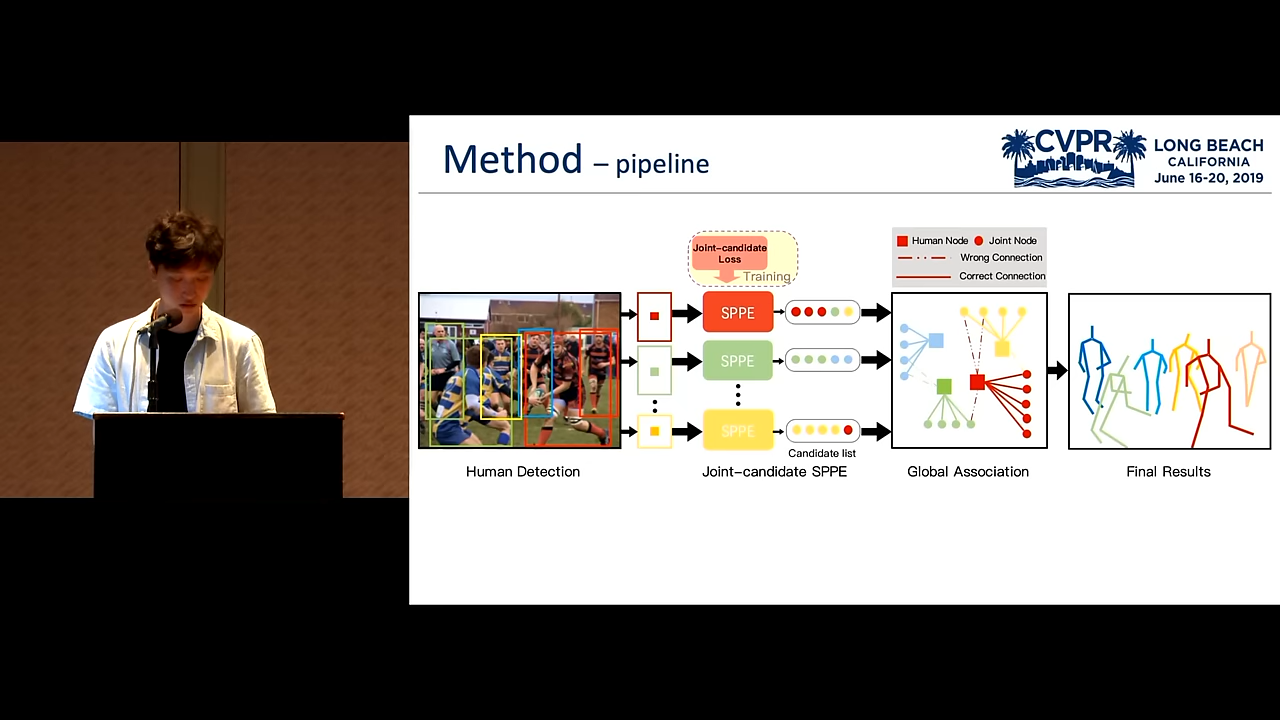 Method – pipeline
CVPR
LONG BEACH
CALIFORNIA
June 16-20, 2019
Joint-candidate
Loss
Training
Human Node
Joint Node
Wrong Connection
Correct Connection
SPPE
SPPE
SPPE
Candidate list
Human Detection
Joint-candidate SPPE
Global Association
Final Results